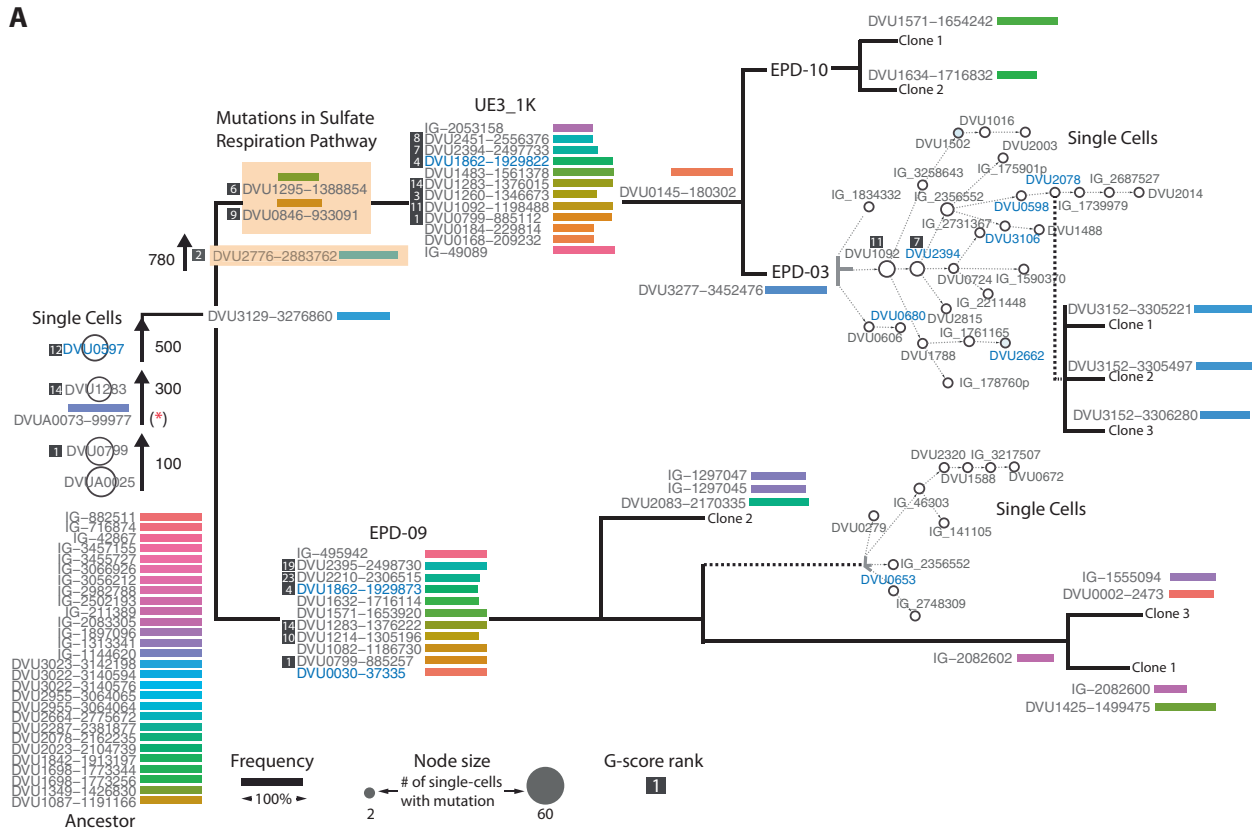 A
DVU1571–1654242
Clone 1
EPD-10
DVU1634–1716832
Clone 2
Mutations in Sulfate
Respiration Pathway
6
DVU1295–1388854
9
DVU0846–933091
780
2
DVU2776–2883762
DVU3129–3276860
UE3_1K
IG–2053158
8
DVU2451–2556376
7
DVU2394–2497733
4
DVU1862–1929822
DVU1483–1561378
14
DVU1283–1376015
3
DVU1260–1346673
11
DVU1092–1198488
1
DVU0799–885112
DVU0184–229814
DVU0168–209232
IG–49089
DVU0145–180302
EPD-03
DVU3277–3452476
Single Cells
DVU1016
DVU1502
DVU2003
IG_175901p
IG_3258643
DVU2078
IG_2687527
IG_1834332
IG_2356552
DVU0598
IG_1739979
DVU2014
IG_2731367
DVU3106
DVU1488
11
DVU1092
7
DVU2394
DVU0724
IG_1590370
IG_2211448
DVU0680
DVU2815
DVU0606
IG_1761165
DVU1788
DVU2662
IG_178760p
DVU3152–3305221
Clone 1
DVU3152–3305497
Clone 2
DVU3152–3306280
Clone 3
Single Cells
12
DVU0597
500
14
DVU1283
300
DVUA0073–99977
(*)
1
DVU0799
100
DVUA0025
IG–882511
IG–716874
IG–42867
IG–3457155
IG–3455727
IG–3066926
IG–3056212
IG–2982788
IG–2502193
IG–211389
IG–2083305
IG–1897096
IG–1313341
IG–1144620
DVU3023–3142198
DVU3022–3140594
DVU3022–3140576
DVU2955–3064065
DVU2955–3064064
DVU2664–2775672
DVU2287–2381877
DVU2078–2162235
DVU2023–2104739
DVU1842–1913197
DVU1698–1773344
DVU1698–1773256
DVU1349–1426830
DVU1087–1191166
Ancestor
EPD-09
IG–495942
19
DVU2395–2498730
23
DVU2210–2306515
4
DVU1862–1929873
DVU1632–1716114
DVU1571–1653920
14
DVU1283–1376222
10
DVU1214–1305196
DVU1082–1186730
1
DVU0799–885257
DVU0030–37335
IG–1297047
IG–1297045
DVU2083–2170335
Clone 2
DVU2320
IG_3217507
DVU1588
DVU0672
IG_46303
Single Cells
DVU0279
IG_141105
IG_2356552
DVU0653
IG_2748309
IG–1555094
DVU0002–2473
Clone 3
IG–2082602
Clone 1
IG–2082600
DVU1425–1499475
Frequency
100%
Node size
# of single-cells
with mutation
2
60
G-score rank
1